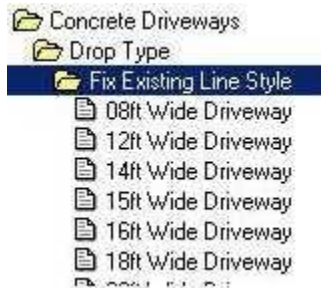 Concrete Driveways
Drop Type
Fix Existing Line Style
08ft Wide Driveway
12ft Wide Driveway
14ft Wide Driveway
15ft Wide Driveway
16ft Wide Driveway
18ft Wide Driveway